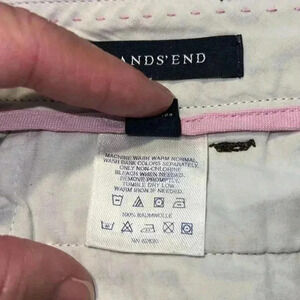 ANDS' END
MACHINE WASH WARM NORMAL
WASH DARK COLORS SEPARATELY.
ONLY NON-CHLORINE
BLEACH WHEN NEEDED.
REMOVE PROMPTLY.
TUMBLE DRY LOW.
WARM IRON IF NEEDED.
100% BAUMWOLLE